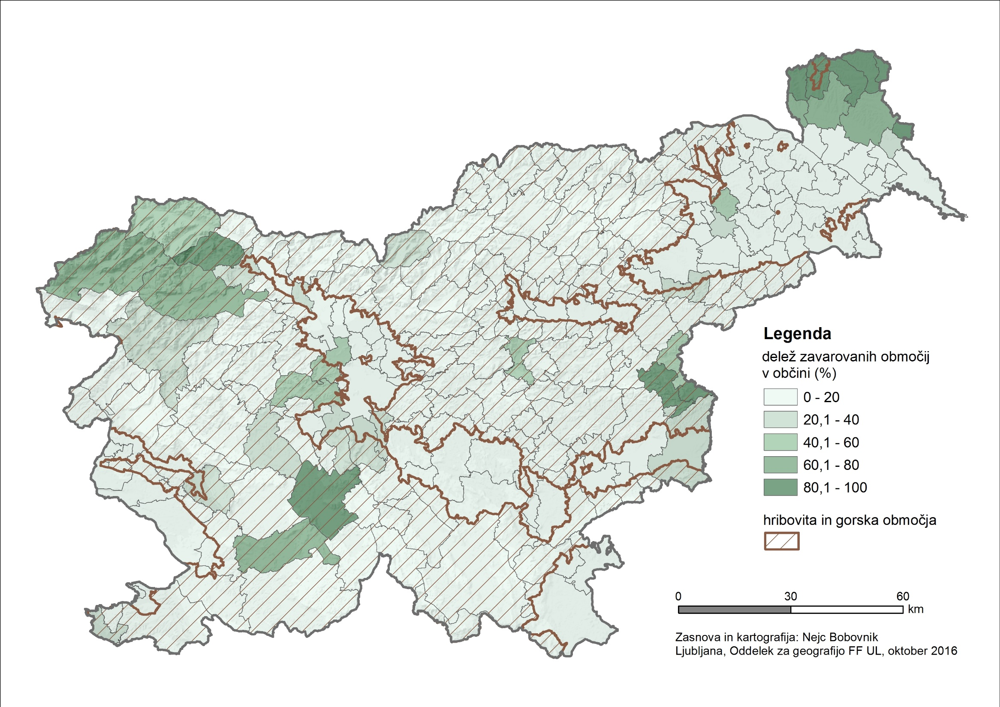 Legenda
delež zavarovanih območij
v občini (%)
0 - 20
20,1 - 40
40,1 - 60
60,1 - 80
80,1 - 100
hribovita in gorska območja
0 30 60
km
Zasnova in kartografija: Nejc Bobovnik
Ljubljana, Oddelek za geografijo FF UL, oktober 2016